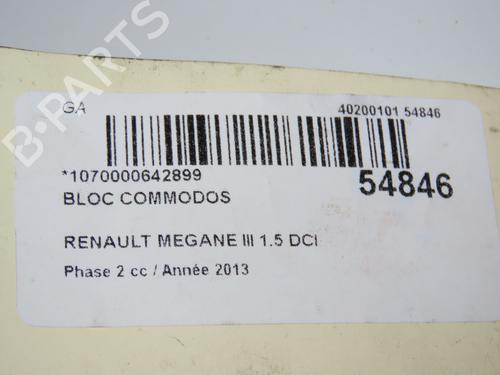 GA
40200101 54846
*1070000642899
54846
BLOC COMMODOS
RENAULT MEGANE III 1.5 DCI
Phase 2 cc / Année 2013
B-PARTS